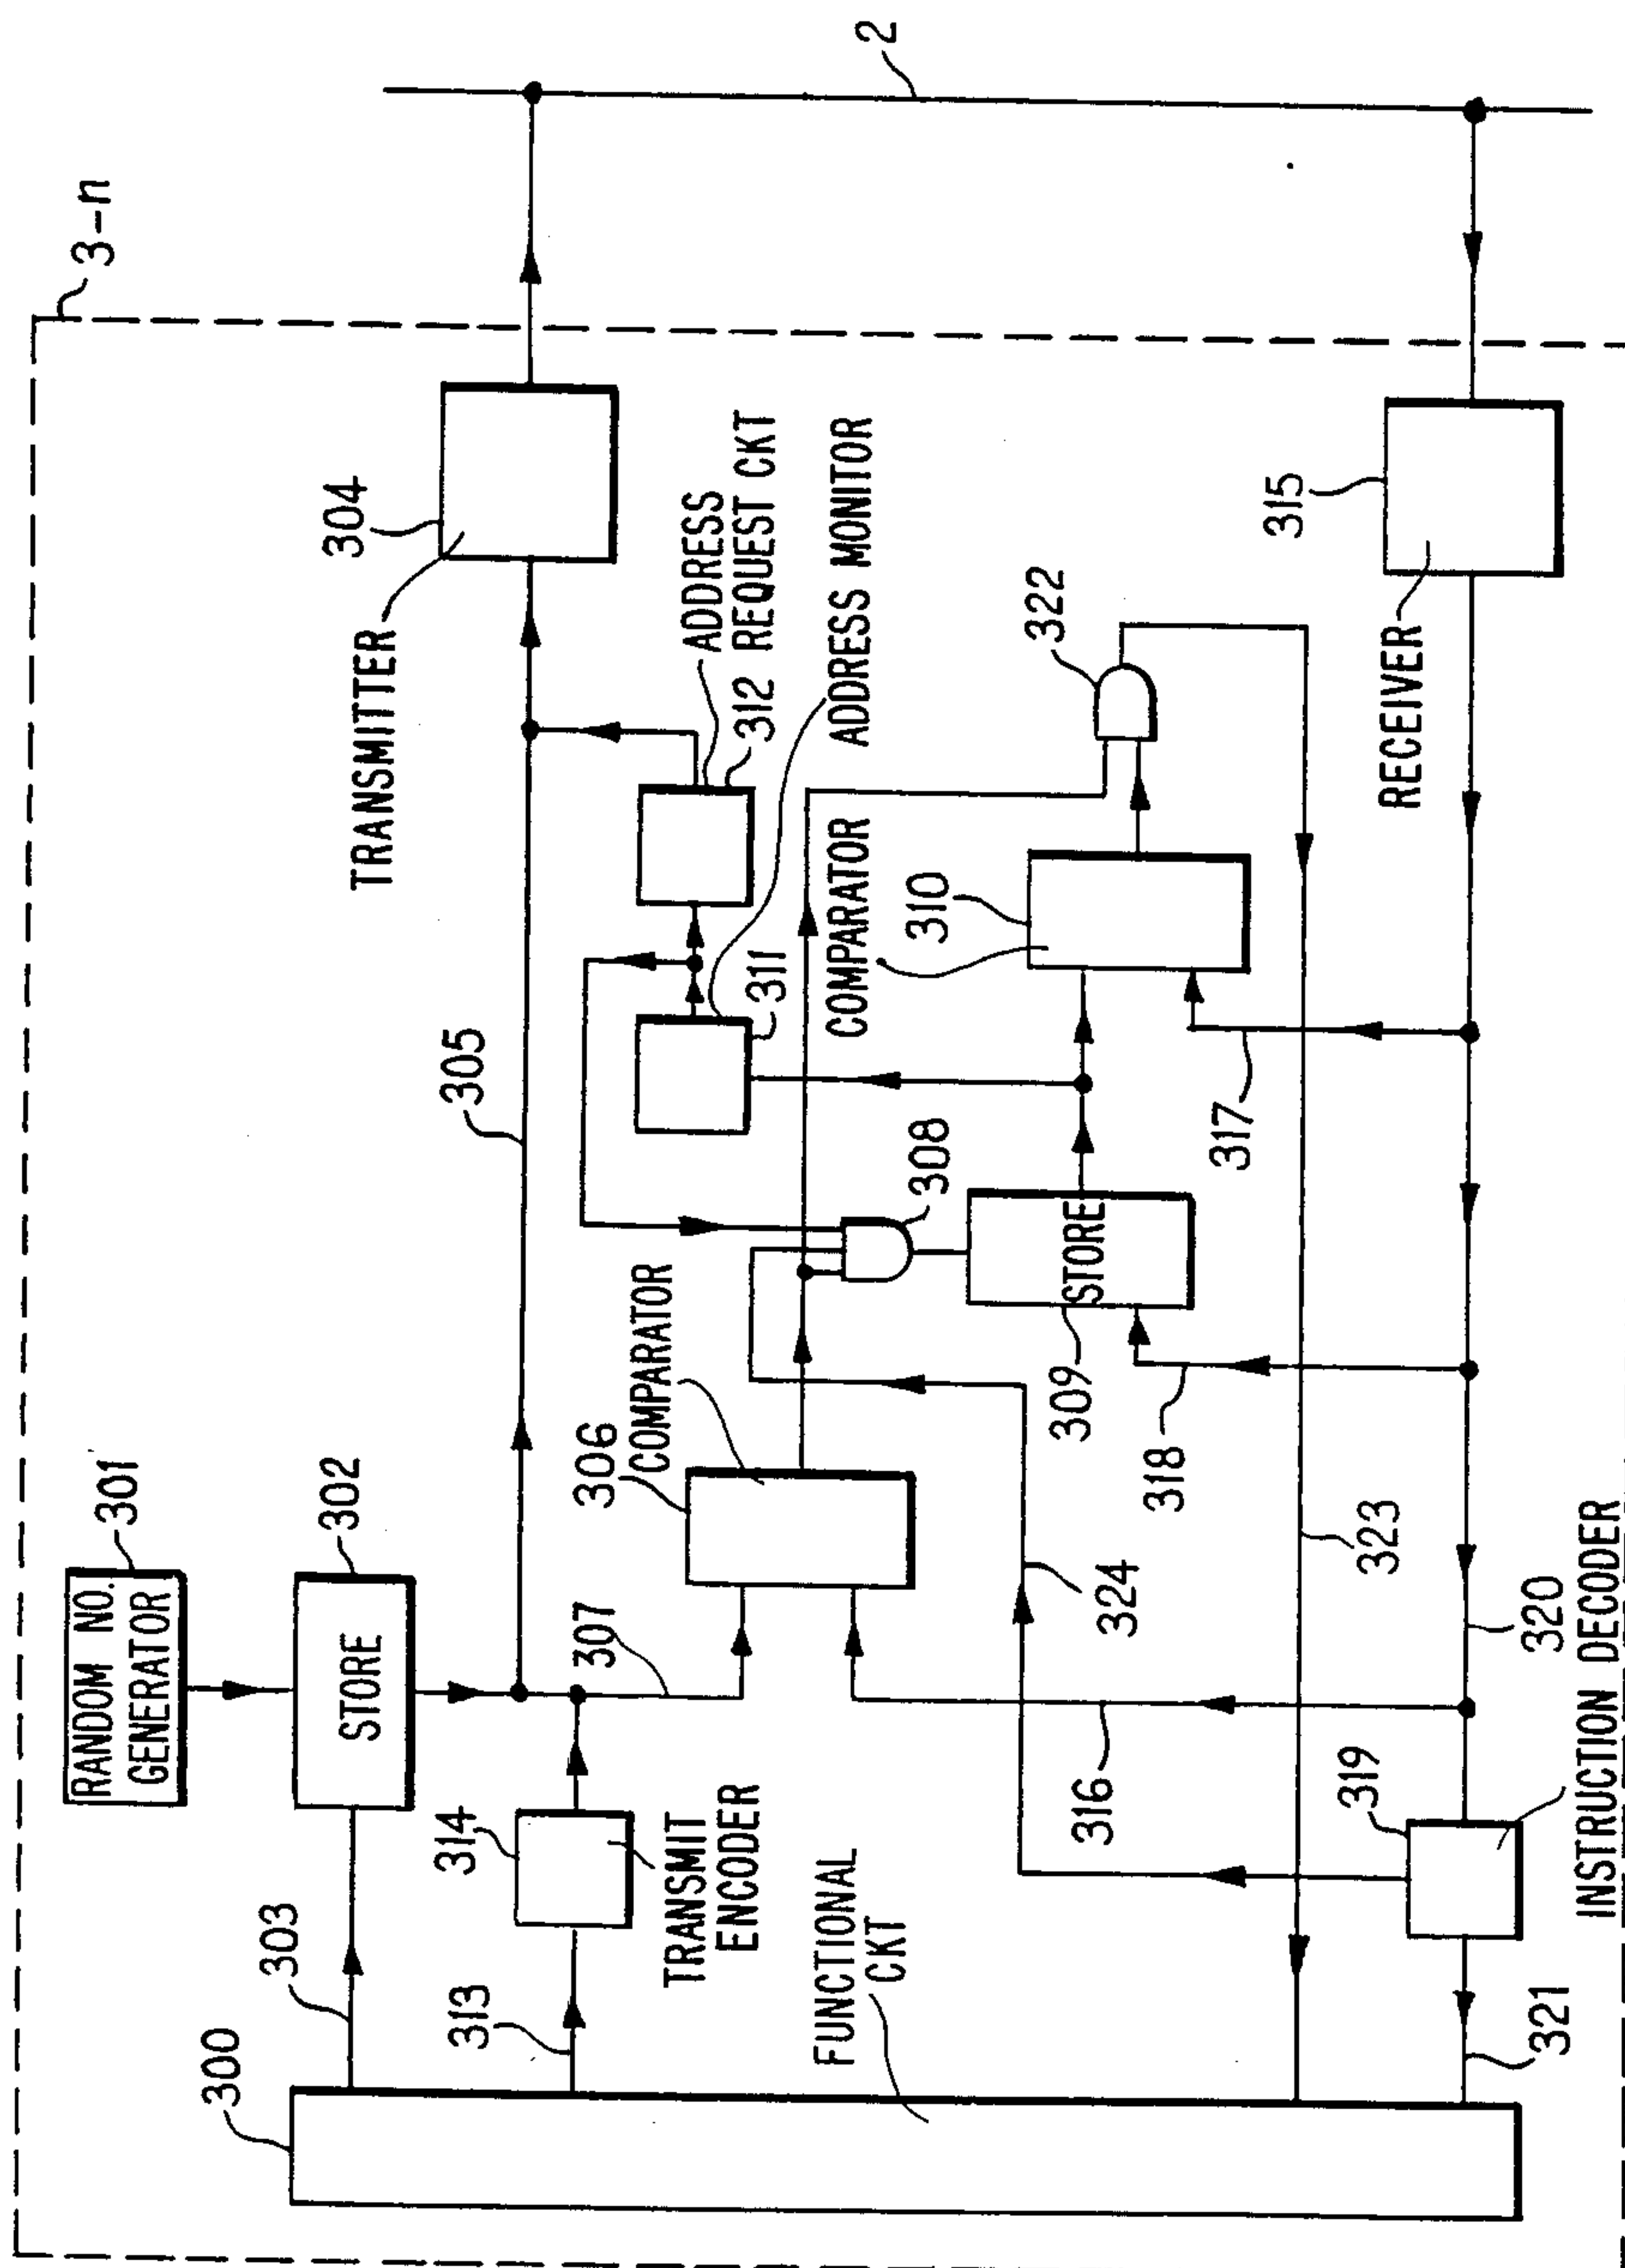 3-n
2
RANDOM NO.
GENERATOR
301
STORE
302
303
300
304
TRANSMITTER
305
ADDRESS
312 REQUEST CKT
ADDRESS MONITOR
311
314
TRANSMIT
ENCODER
313
307
306
COMPARATOR
308
STORE
309
COMPARATOR
310
322
315
RECEIVER
317
318
324
316
323
320
319
INSTRUCTION DECODER
FUNCTIONAL
CKT
321